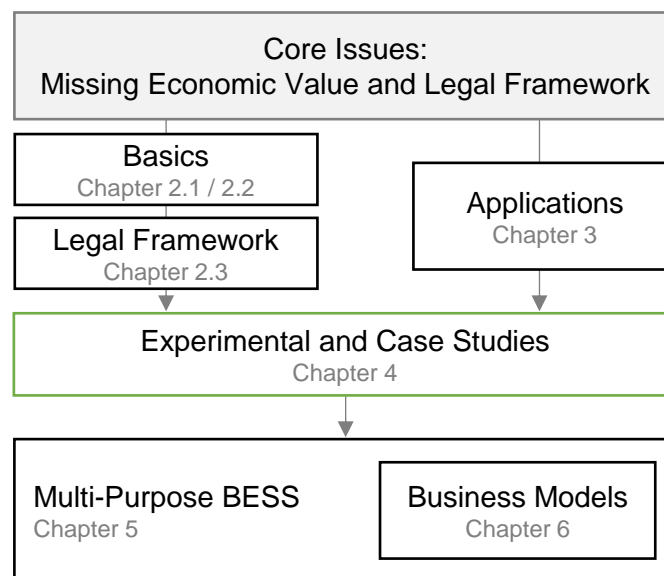 Core Issues:
Missing Economic Value and Legal Framework
Basics
Chapter 2.1 / 2.2
Legal Framework
Chapter 2.3
Applications
Chapter 3
Experimental and Case Studies
Chapter 4
Multi-Purpose BESS
Chapter 5
Business Models
Chapter 6